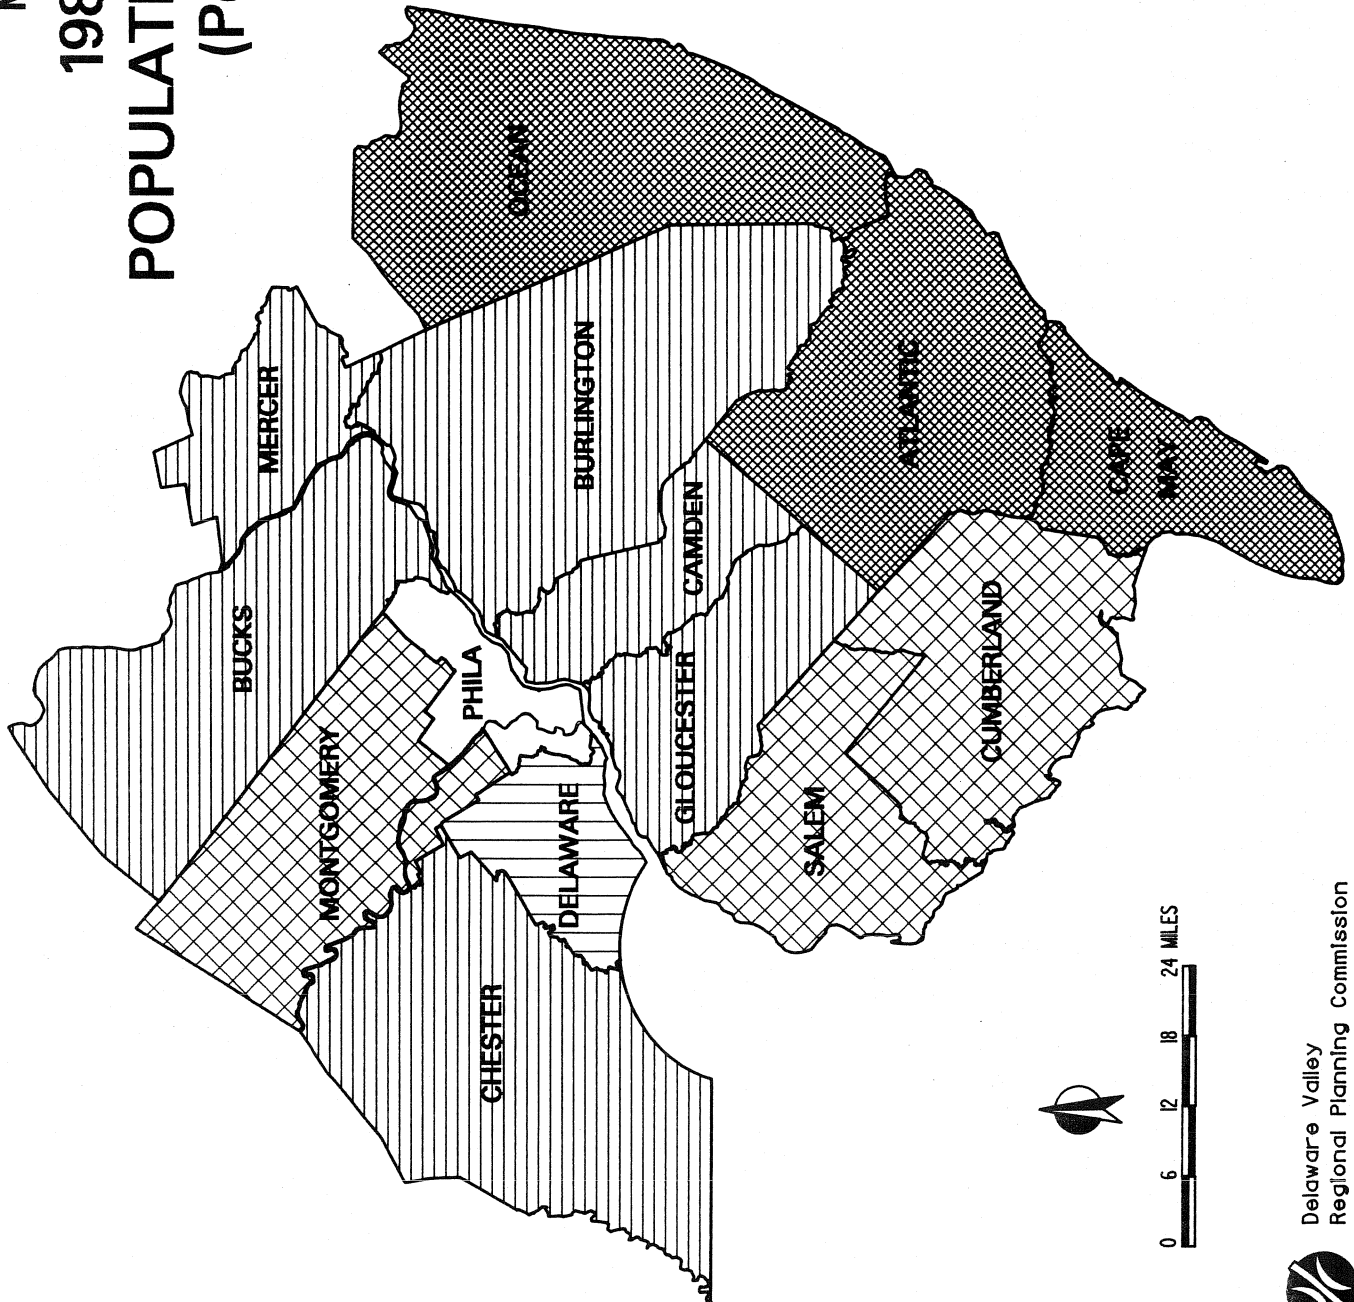 198
POPULATI
(P
BUCKS
MERCER
MONTGOMERY
PHILA
BURLINGTON
OCEAN
CHESTER
DELAWARE
GLOUCESTER
CAMDEN
ATLANTIC
SALEM
CUMBERLAND
CAPE
MAY
0 6 12 18 24 MILES
Delaware Valley
Regional Planning Commission